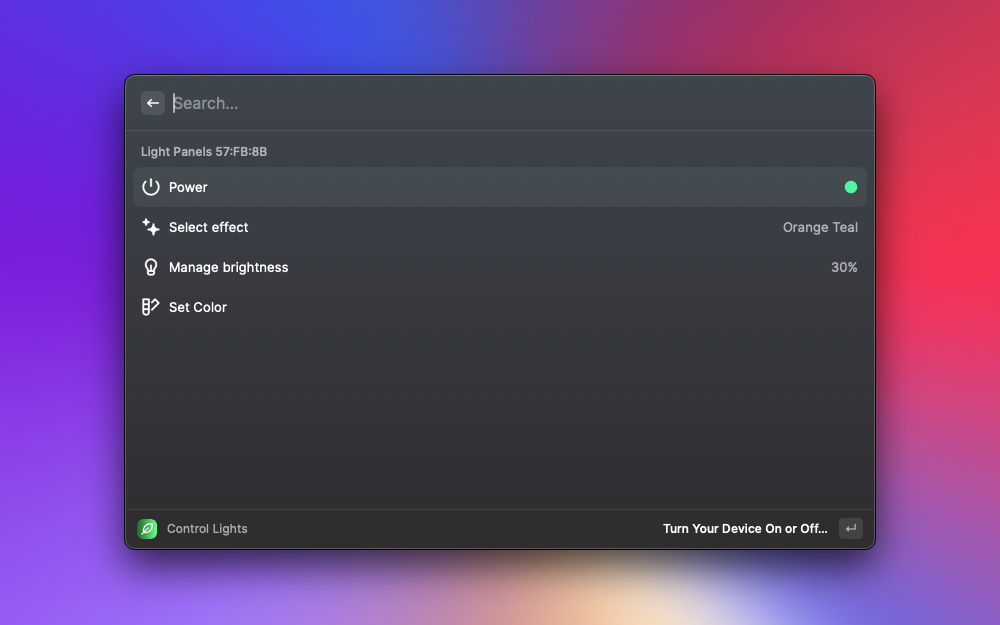 Search...
Light Panels 57:FB:8B
Power
Select effect
Orange Teal
Manage brightness
30%
Set Color
Control Lights
Turn Your Device On or Off...